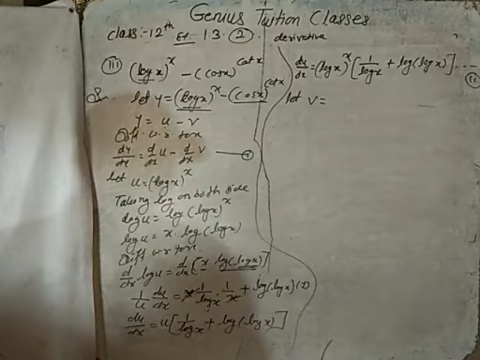 Genius Tuition Classes
Class:-12th Ex 13.② derivative
(iii) (log x)^x - (cos x)^cot x
Sol. let y = (log x)^x - (cos x)^cot x
y = u - v
Diff. w.r. to x
dy/dx = d/dx u - d/dx v
let u = (log x)^x
Taking log on both side
log u = log (log x)^x
log u = x · log (log x)
Diff w.r to x
d/dx log u = d/dx [x log(log x)]
1/u du/dx = x · 1/log x · 1/x + log (log x) (1)
du/dx = u [1/log x + log (log x)]
du/dx = (log x)^x [1/log x + log (log x)] ....
let v =